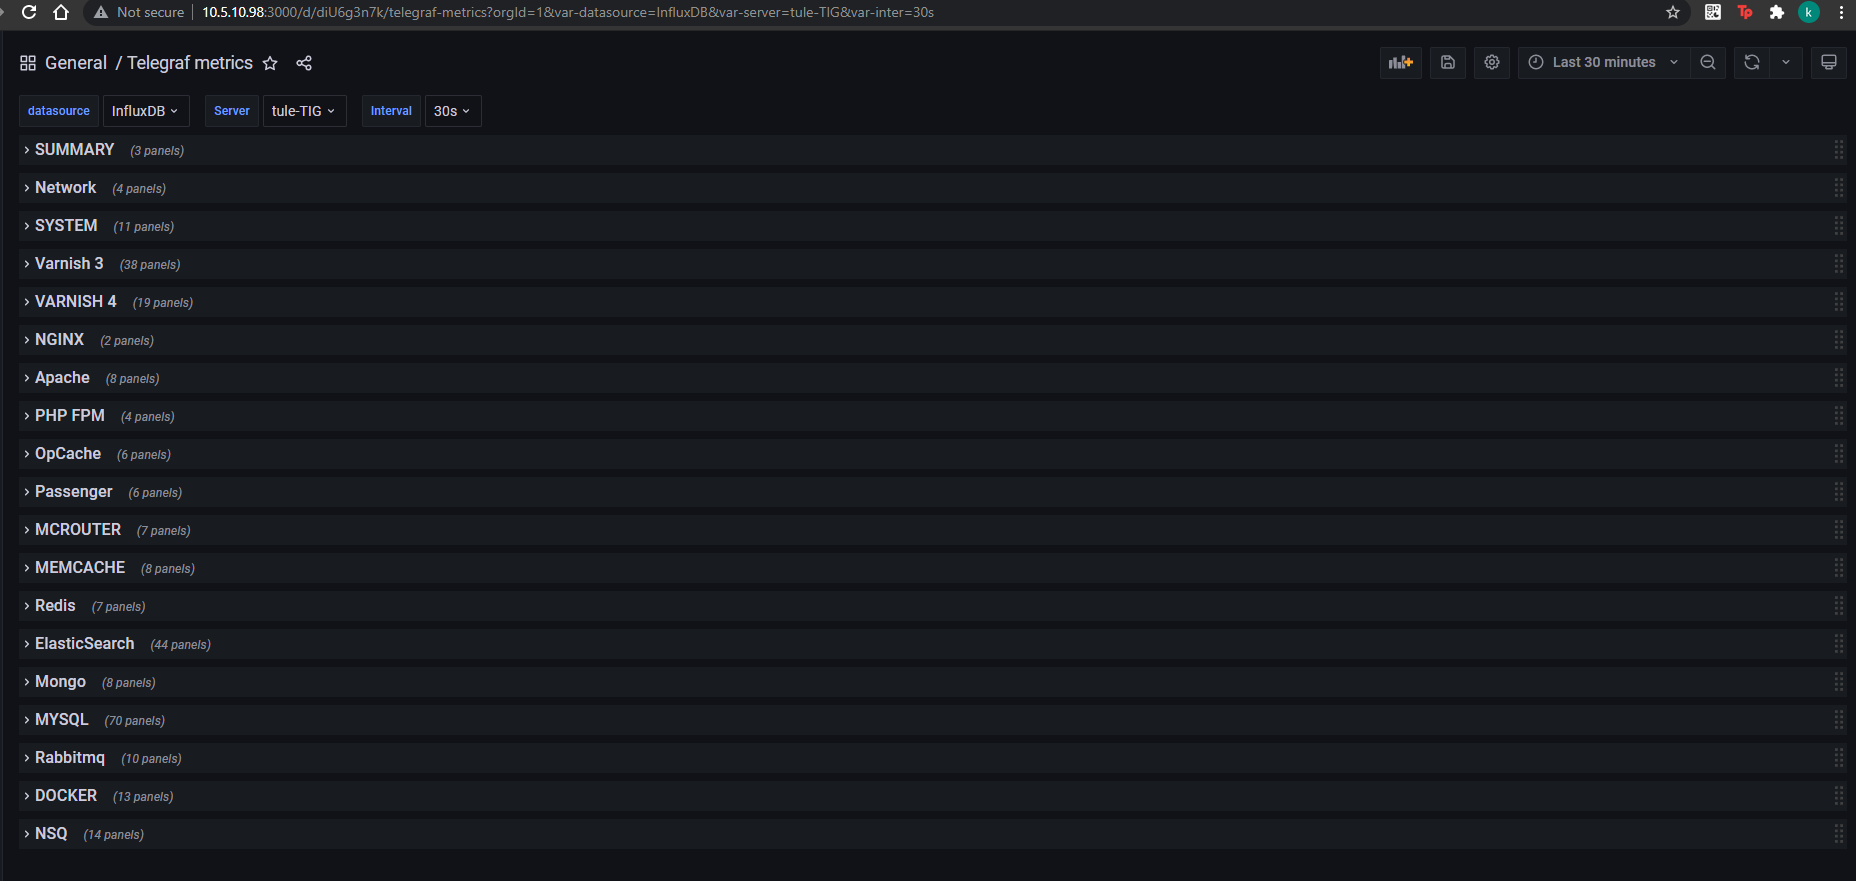 Not secure 10.5.10.98:3000/d/diU6g3n7k/telegraf-metrics?orgId=1&var-datasource=InfluxDB&var-server=tule-TIG&var-inter=30s Tp k
General / Telegraf metrics Last 30 minutes
datasource InfluxDB Server tule-TIG Interval 30s
SUMMARY (3 panels)
Network (4 panels)
SYSTEM (11 panels)
Varnish 3 (38 panels)
VARNISH 4 (19 panels)
NGINX (2 panels)
Apache (8 panels)
PHP FPM (4 panels)
OpCache (6 panels)
Passenger (6 panels)
MCROUTER (7 panels)
MEMCACHE (8 panels)
Redis (7 panels)
ElasticSearch (44 panels)
Mongo (8 panels)
MYSQL (70 panels)
Rabbitmq (10 panels)
DOCKER (13 panels)
NSQ (14 panels)